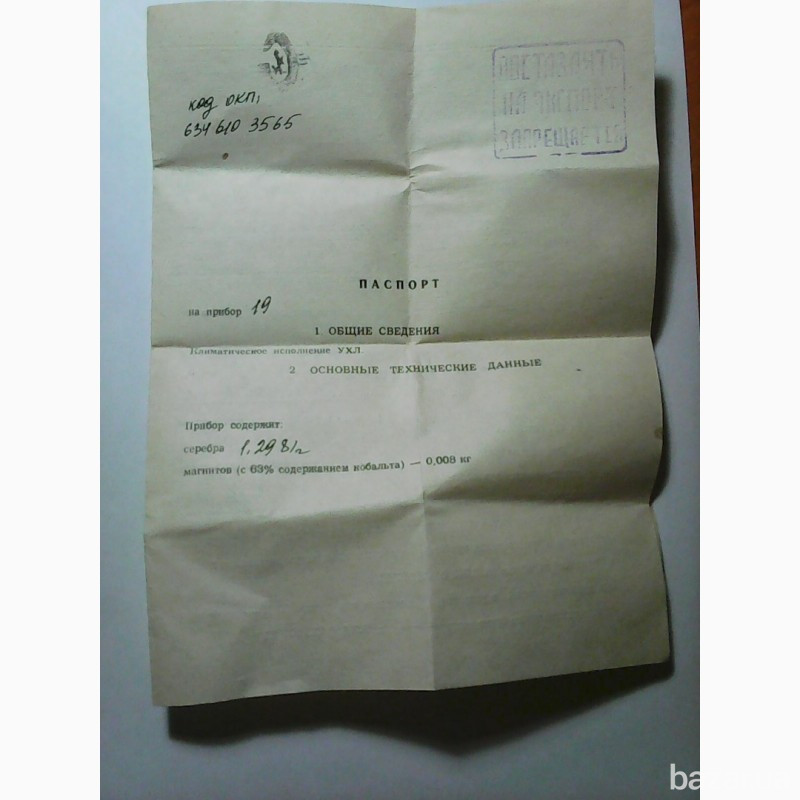 код ОКП,
634 610 3565
ПОСТАВКА
НА ЭКСПОРТ
ЗАПРЕЩАЕТСЯ
ПАСПОРТ
на прибор 19
1 ОБЩИЕ СВЕДЕНИЯ
Климатическое исполнение УХЛ.
2 ОСНОВНЫЕ ТЕХНИЧЕСКИЕ ДАННЫЕ
Прибор содержит:
серебра 1,2981г
магнитов (с 63% содержанием кобальта) — 0,008 кг